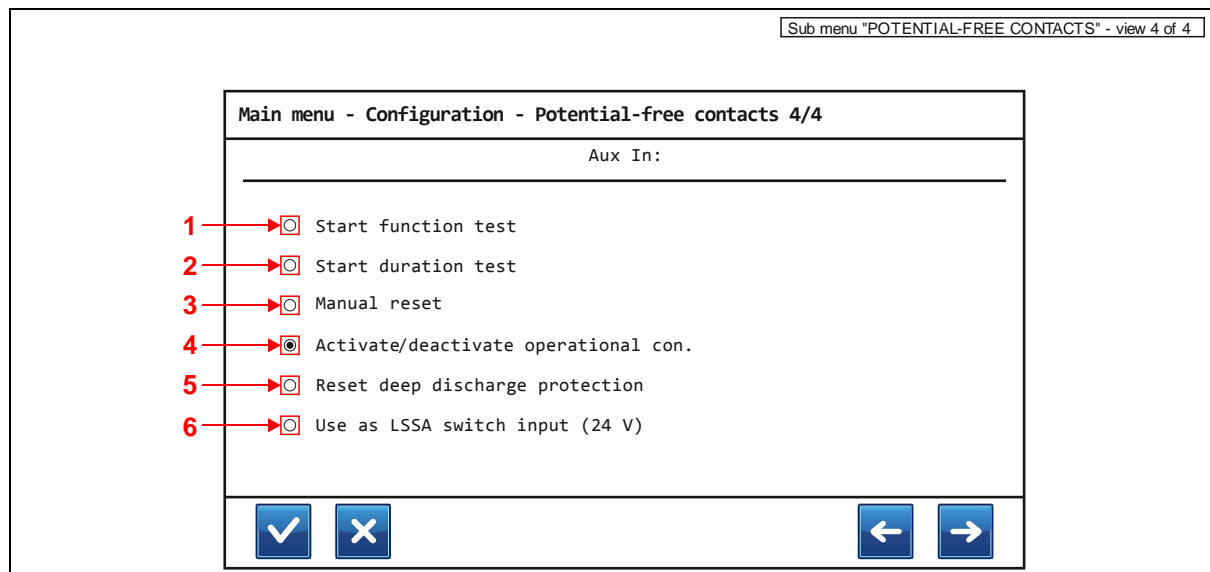 Sub menu "POTENTIAL-FREE CONTACTS" - view 4 of 4
Main menu - Configuration - Potential-free contacts 4/4
Aux In:
1 Start function test
2 Start duration test
3 Manual reset
4 Activate/deactivate operational con.
5 Reset deep discharge protection
6 Use as LSSA switch input (24 V)